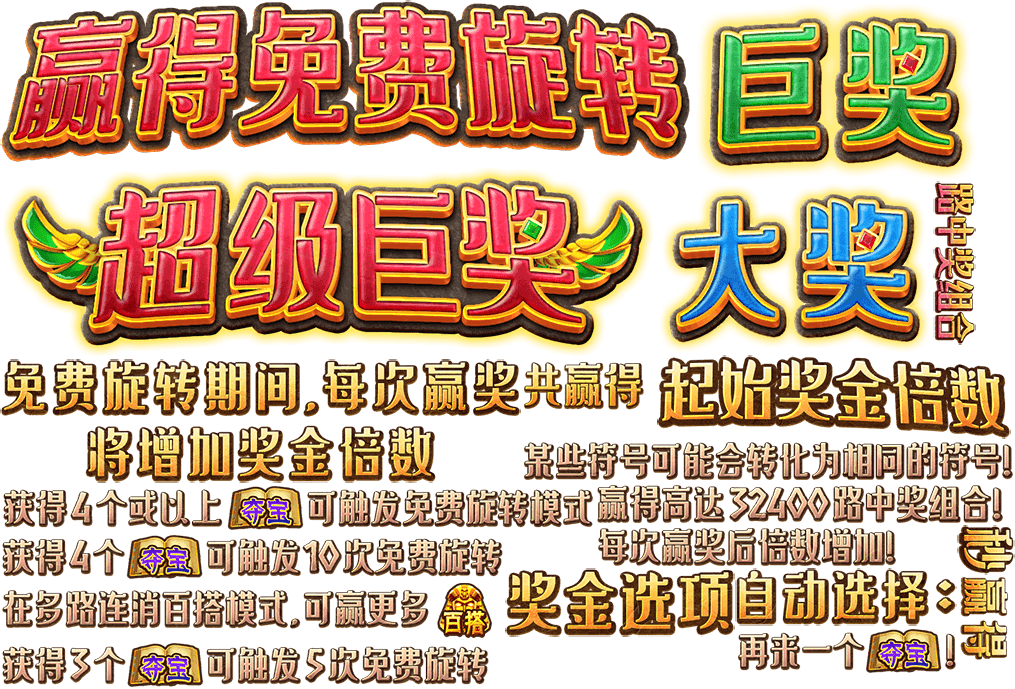 赢得免费旋转
巨奖
超级巨奖
大奖
路中奖组合
免费旋转期间,每次赢奖
共赢得
起始奖金倍数
将增加奖金倍数
某些符号可能会转化为相同的符号!
获得4个或以上 夺宝 可触发免费旋转模式
赢得高达32400路中奖组合!
获得4个 夺宝 可触发10次免费旋转
每次赢奖后倍数增加!
秒赢得
在多路连消百搭模式,可赢更多 百搭
奖金选项
自动选择:
获得3个 夺宝 可触发5次免费旋转
再来一个 夺宝 !